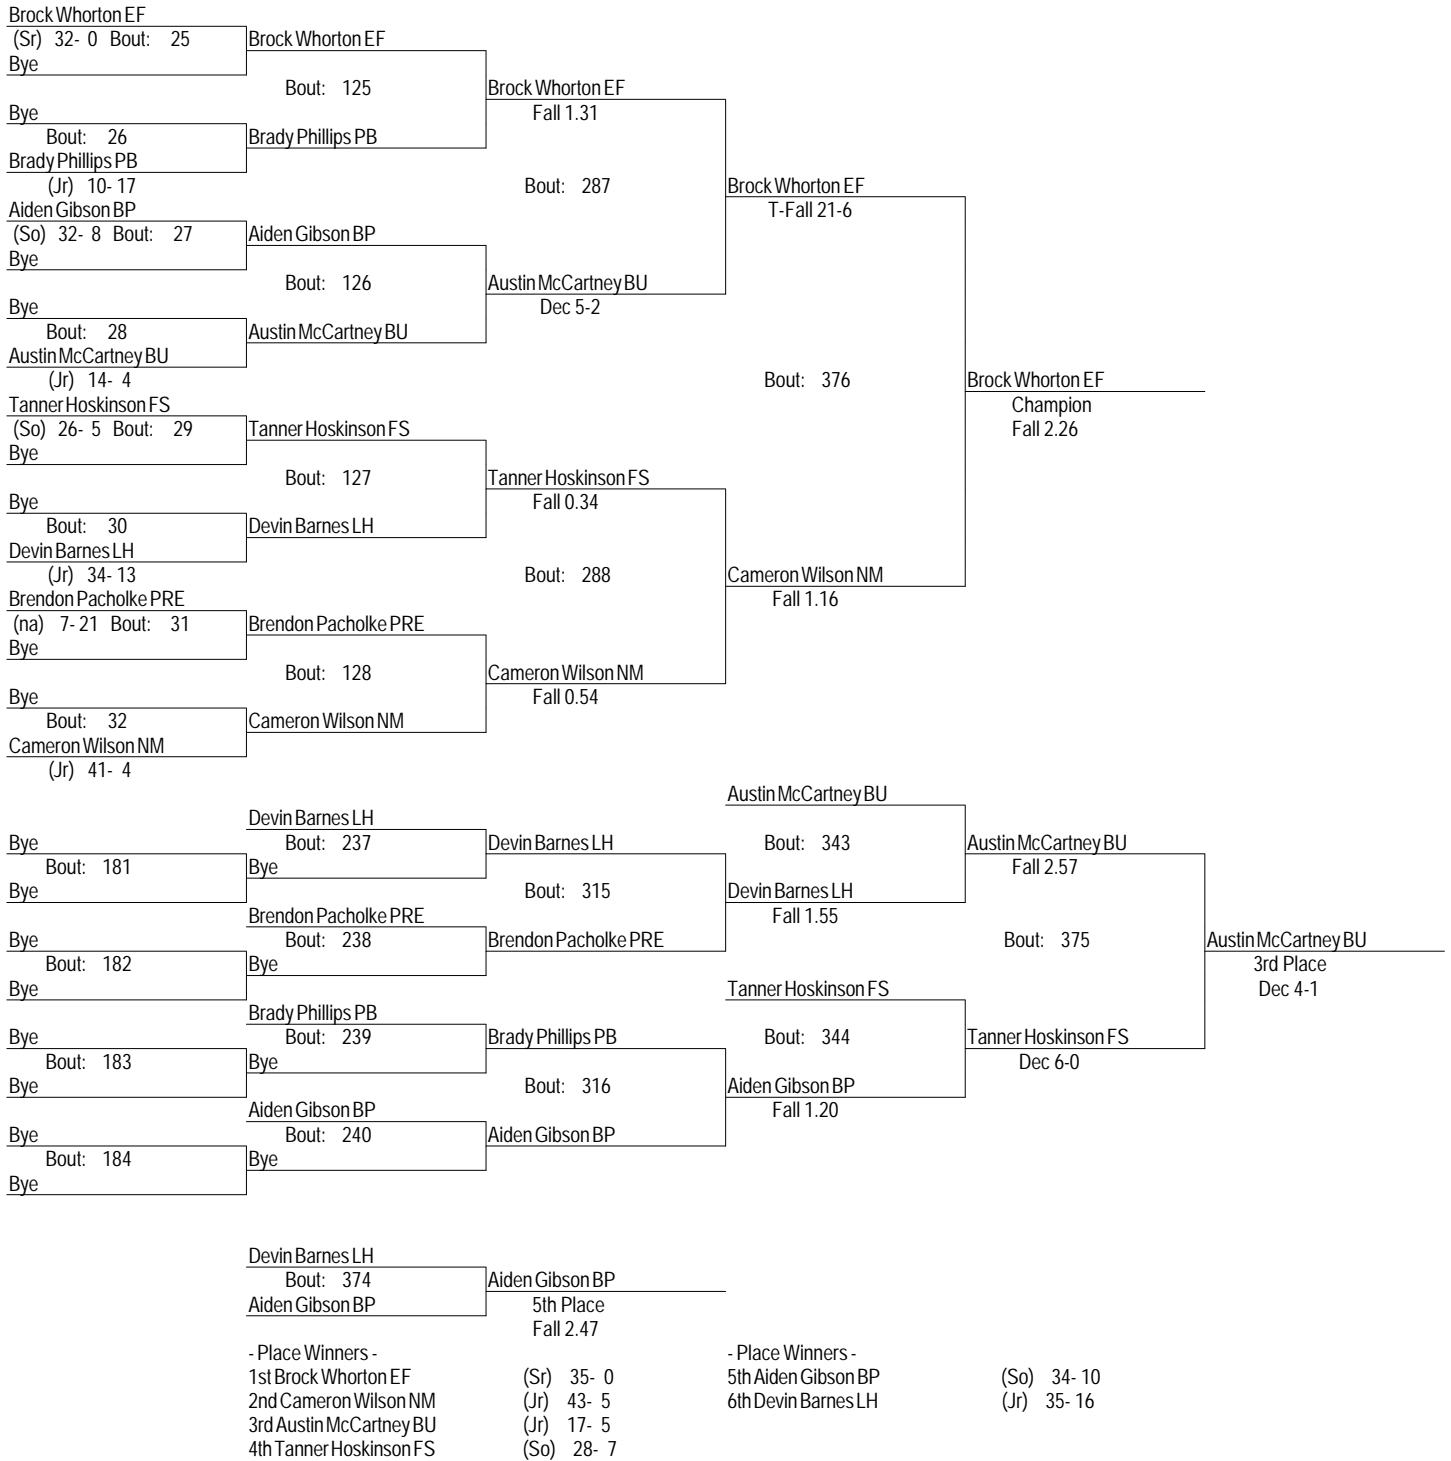 Brock Whorton EF
(Sr) 32- 0 Bout: 25 Brock Whorton EF
Bye
Bout: 125 Brock Whorton EF
Bye Fall 1.31
Bout: 26 Brady Phillips PB
Brady Phillips PB
(Jr) 10- 17 Bout: 287 Brock Whorton EF
Aiden Gibson BP T-Fall 21-6
(So) 32- 8 Bout: 27 Aiden Gibson BP
Bye
Bout: 126 Austin McCartney BU
Bye Dec 5-2
Bout: 28 Austin McCartney BU
Austin McCartney BU
(Jr) 14- 4 Bout: 376 Brock Whorton EF
Tanner Hoskinson FS Champion
(So) 26- 5 Bout: 29 Tanner Hoskinson FS Fall 2.26
Bye
Bout: 127 Tanner Hoskinson FS
Bye Fall 0.34
Bout: 30 Devin Barnes LH
Devin Barnes LH
(Jr) 34- 13 Bout: 288 Cameron Wilson NM
Brendon Pacholke PRE Fall 1.16
(na) 7- 21 Bout: 31 Brendon Pacholke PRE
Bye
Bout: 128 Cameron Wilson NM
Bye Fall 0.54
Bout: 32 Cameron Wilson NM
Cameron Wilson NM
(Jr) 41- 4
Austin McCartney BU
Devin Barnes LH
Bye Bout: 237 Devin Barnes LH Bout: 343 Austin McCartney BU
Bout: 181 Bye Fall 2.57
Bye Bout: 315 Devin Barnes LH
Brendon Pacholke PRE Fall 1.55
Bye Bout: 238 Brendon Pacholke PRE Bout: 375 Austin McCartney BU
Bout: 182 Bye 3rd Place
Bye Tanner Hoskinson FS Dec 4-1
Brady Phillips PB
Bye Bout: 239 Brady Phillips PB Bout: 344 Tanner Hoskinson FS
Bout: 183 Bye Dec 6-0
Bye Bout: 316 Aiden Gibson BP
Aiden Gibson BP Fall 1.20
Bye Bout: 240 Aiden Gibson BP
Bout: 184 Bye
Bye
Devin Barnes LH
Bout: 374 Aiden Gibson BP
Aiden Gibson BP 5th Place
Fall 2.47
- Place Winners - - Place Winners -
1st Brock Whorton EF (Sr) 35- 0 5th Aiden Gibson BP (So) 34- 10
2nd Cameron Wilson NM (Jr) 43- 5 6th Devin Barnes LH (Jr) 35- 16
3rd Austin McCartney BU (Jr) 17- 5
4th Tanner Hoskinson FS (So) 28- 7